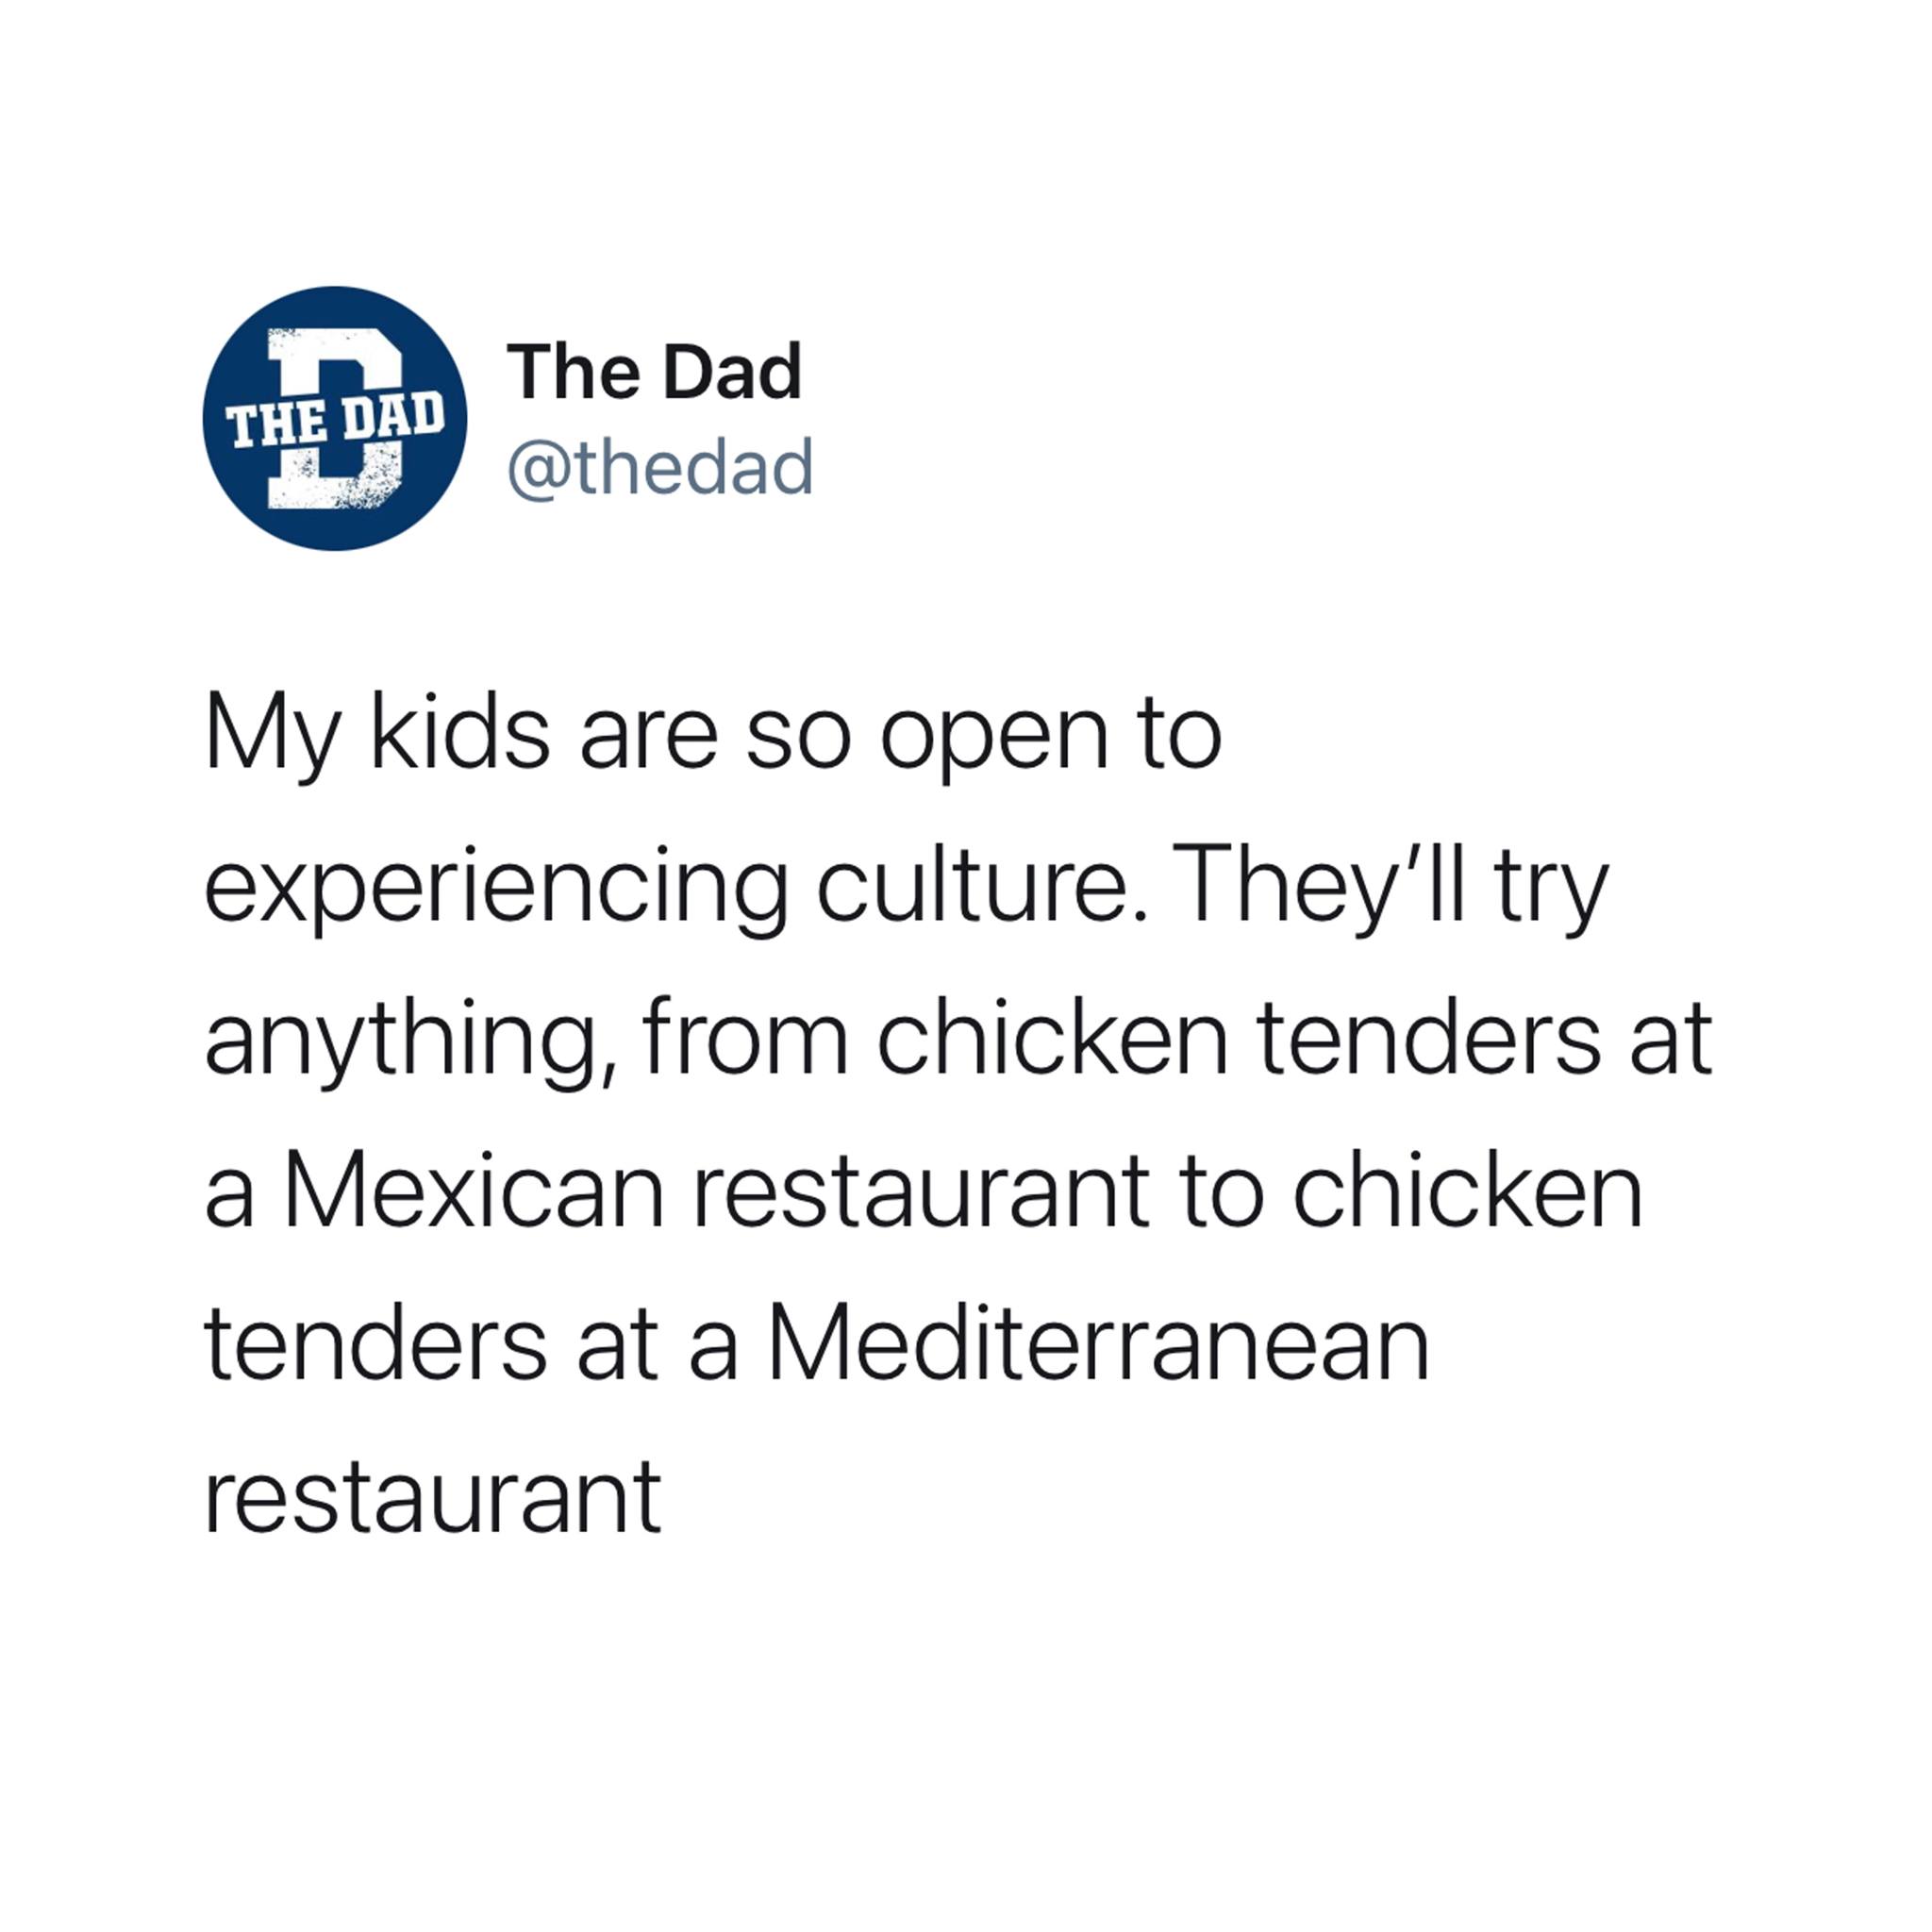 D
THE DAD
The Dad
@thedad
My kids are so open to
experiencing culture. They’ll try
anything, from chicken tenders at
a Mexican restaurant to chicken
tenders at a Mediterranean
restaurant